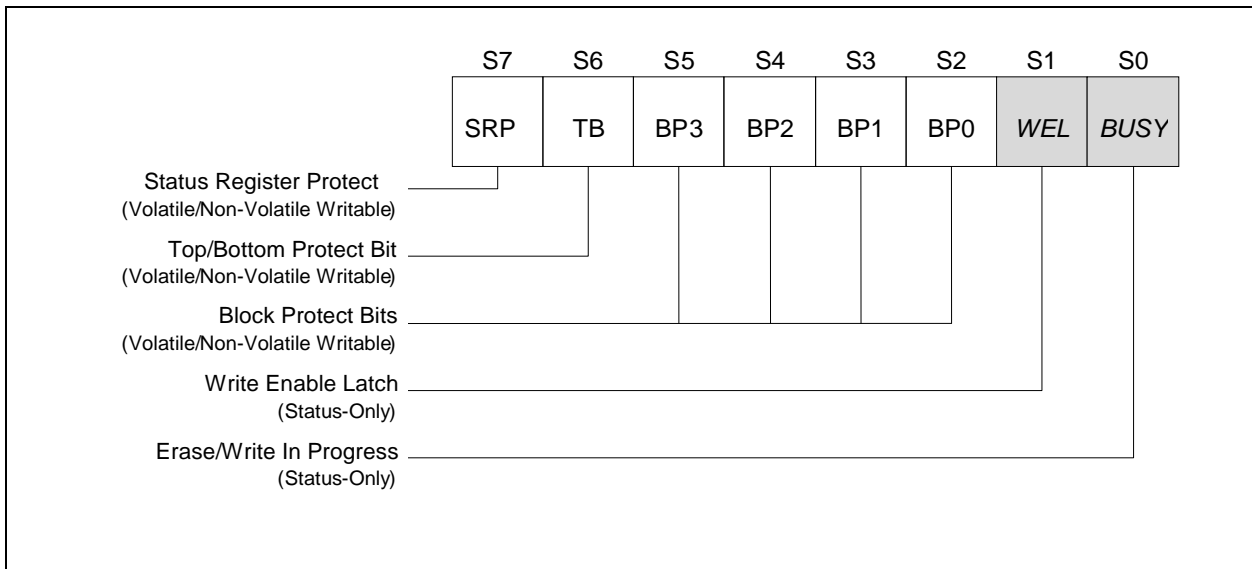 S7 S6 S5 S4 S3 S2 S1 S0
SRP TB BP3 BP2 BP1 BP0 WEL BUSY
Status Register Protect
(Volatile/Non-Volatile Writable)
Top/Bottom Protect Bit
(Volatile/Non-Volatile Writable)
Block Protect Bits
(Volatile/Non-Volatile Writable)
Write Enable Latch
(Status-Only)
Erase/Write In Progress
(Status-Only)